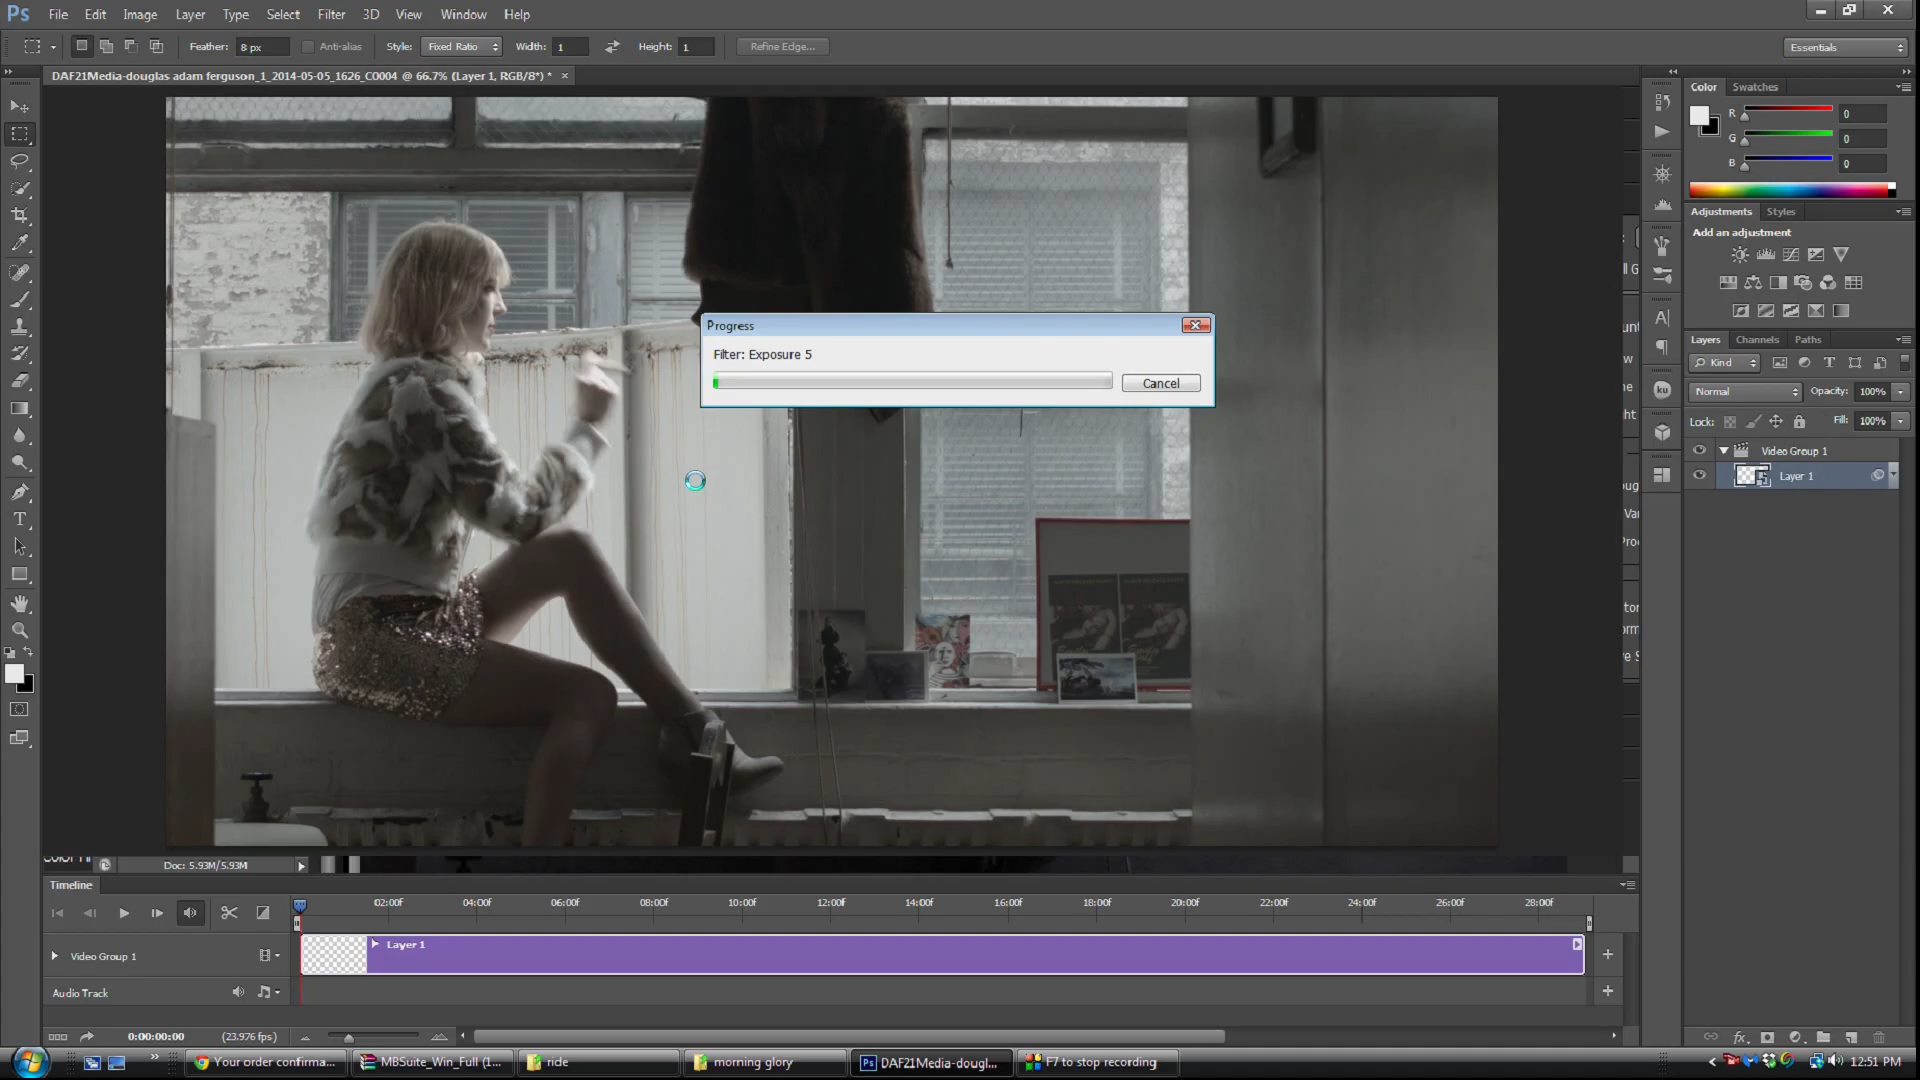 Ps File Edit Image Layer Type Select Filter 3D View Window Help
Feather: 8 px Anti-alias Style: Fixed Ratio Width: 1 Height: 1 Refine Edge... Essentials
DAF21Media-douglas adam ferguson_1_2014-05-05_1626_C0004 @ 66.7% (Layer 1, RGB/8*) * ×
Color Swatches
R 0
G 0
B 0
Adjustments Styles
Add an adjustment
Progress
Filter: Exposure 5
Cancel
Layers Channels Paths
Kind
Normal Opacity: 100%
Lock: Fill: 100%
Video Group 1
Layer 1
ku
Doc: 5.93M/5.93M
Timeline
02:00f 04:00f 06:00f 08:00f 10:00f 12:00f 14:00f 16:00f 18:00f 20:00f 22:00f 24:00f 26:00f 28:00f
Layer 1
Video Group 1
Audio Track
0:00:00:00 (23.976 fps)
Your order confirma... MBSuite_Win_Full (1... ride morning glory Ps DAF21Media-dougl... F7 to stop recording 12:51 PM